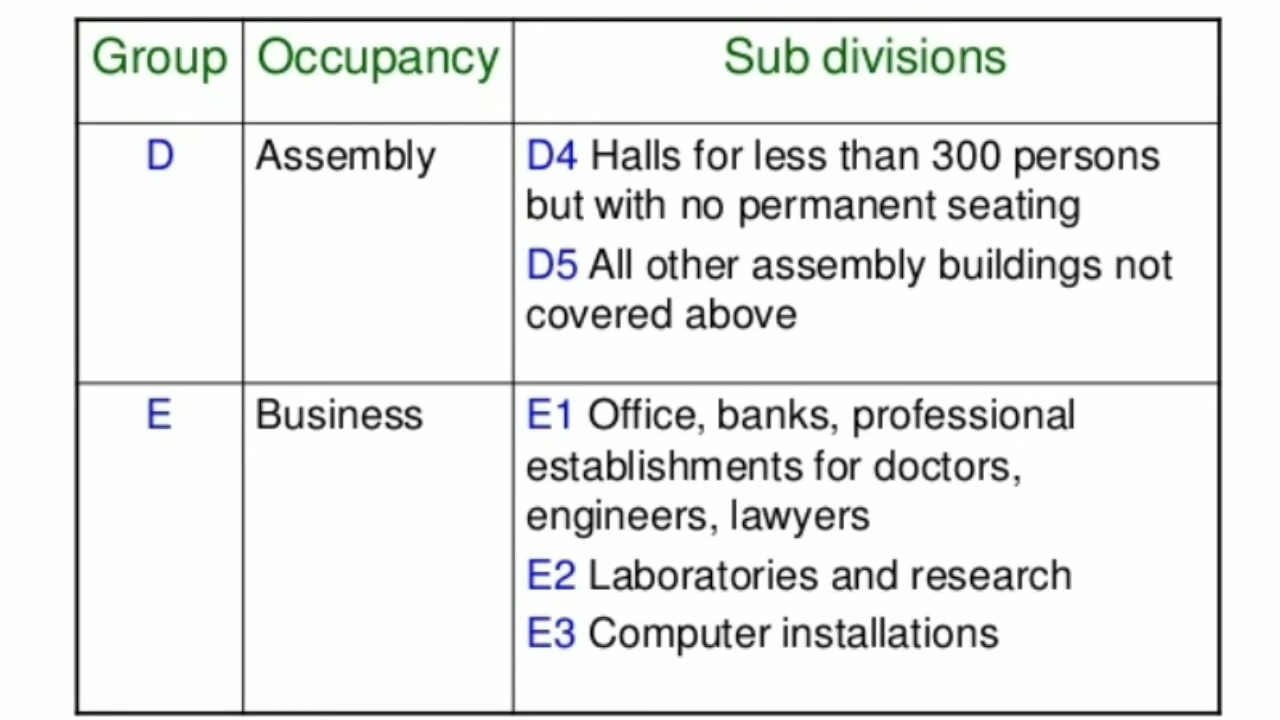 Group Occupancy Sub divisions
D Assembly D4 Halls for less than 300 persons
but with no permanent seating
D5 All other assembly buildings not
covered above
E Business E1 Office, banks, professional
establishments for doctors,
engineers, lawyers
E2 Laboratories and research
E3 Computer installations